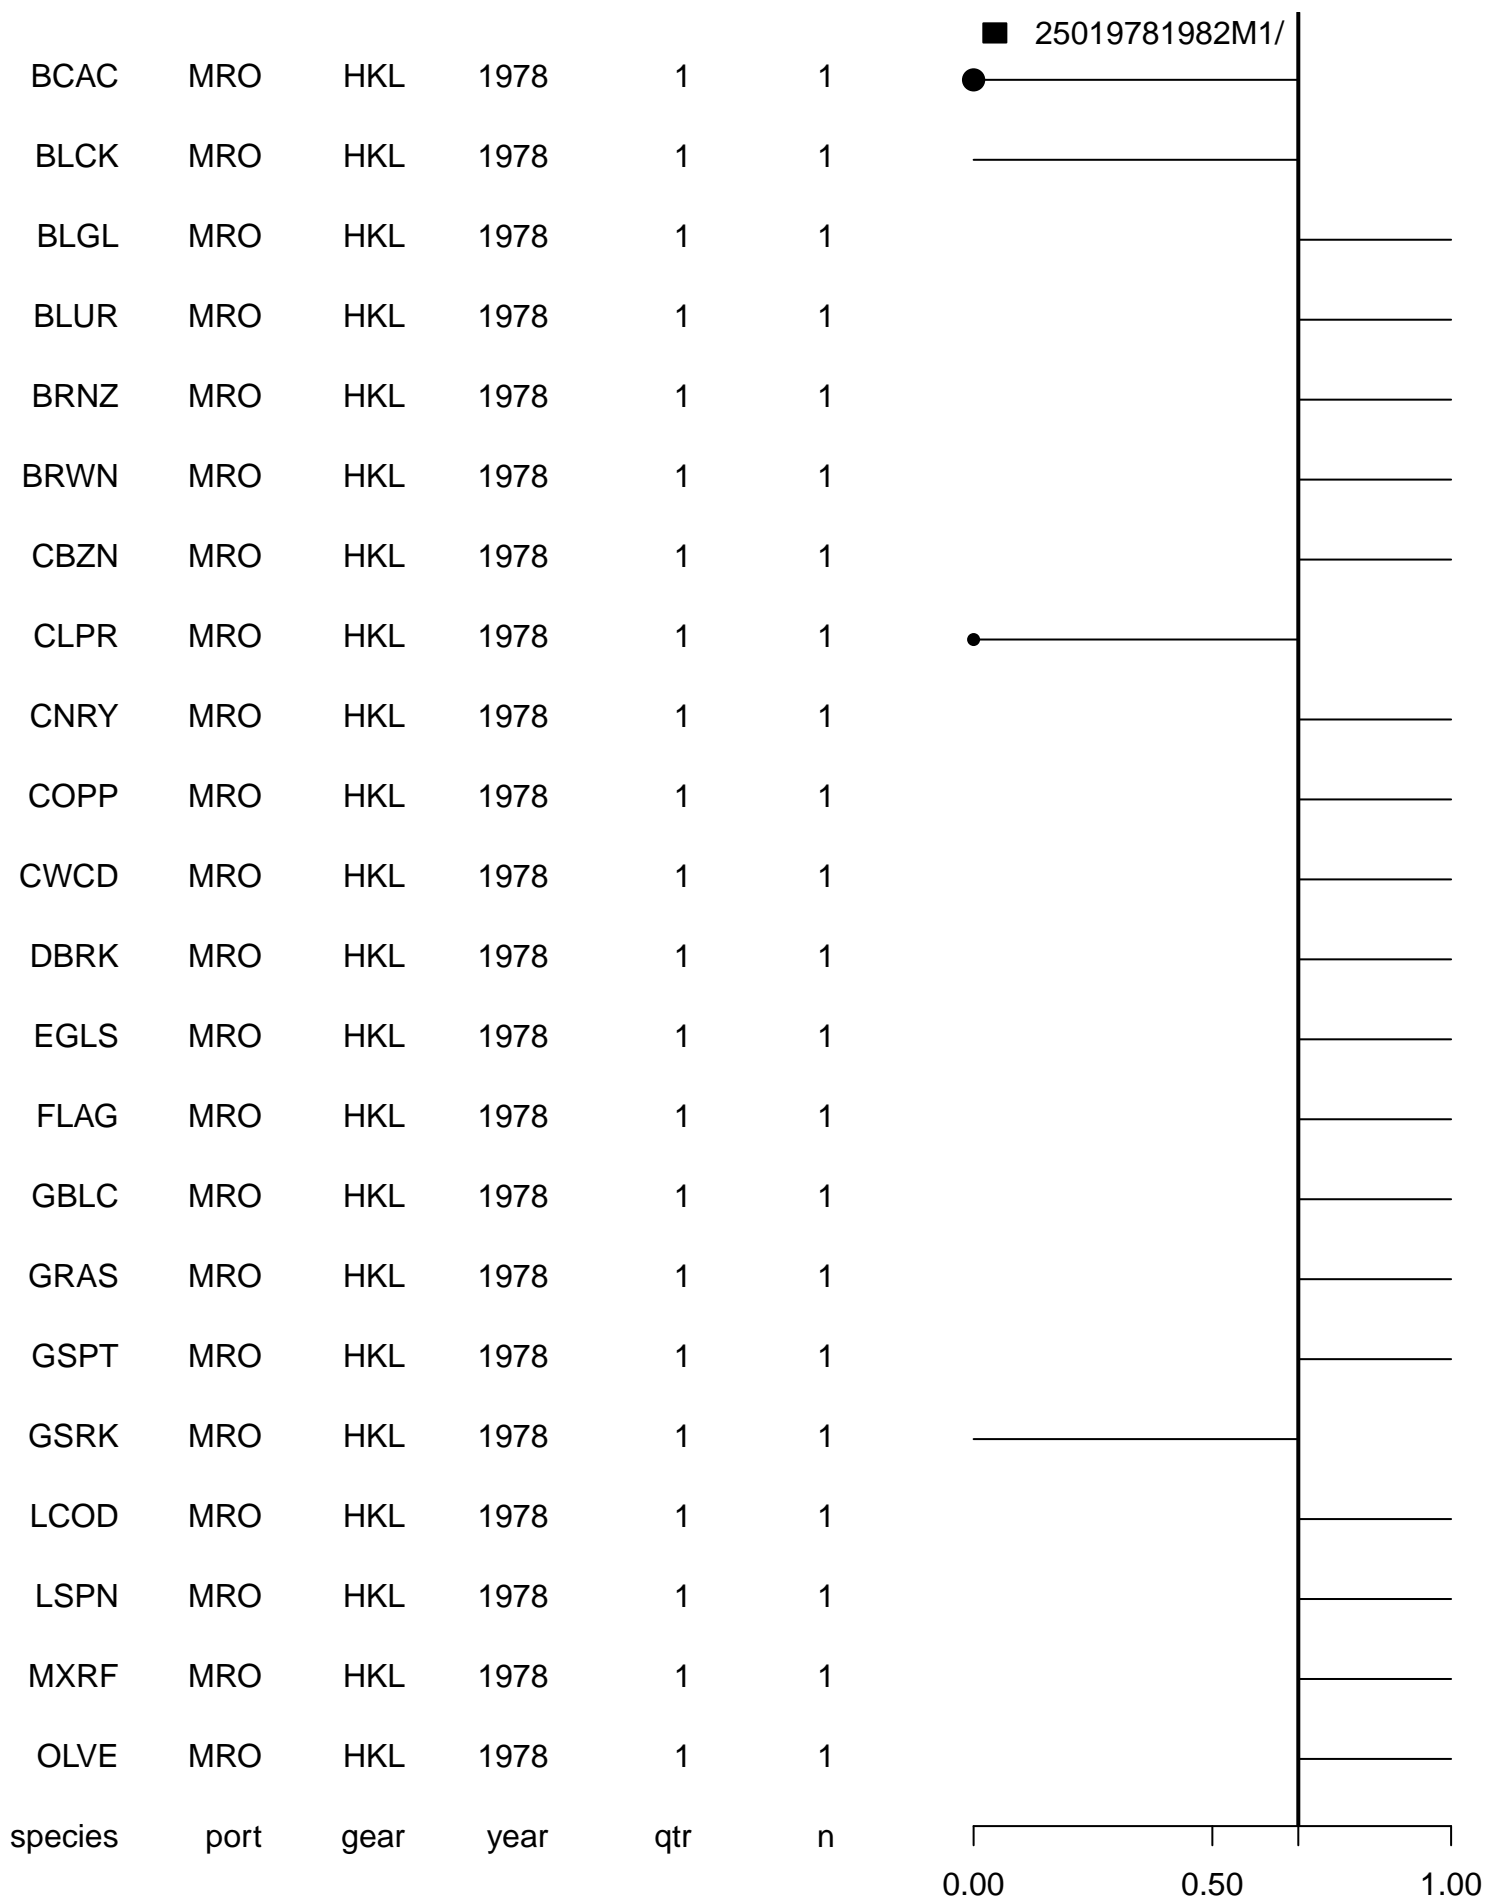 25019781982M1/
BCAC MRO HKL 1978 1 1
BLCK MRO HKL 1978 1 1
BLGL MRO HKL 1978 1 1
BLUR MRO HKL 1978 1 1
BRNZ MRO HKL 1978 1 1
BRWN MRO HKL 1978 1 1
CBZN MRO HKL 1978 1 1
CLPR MRO HKL 1978 1 1
CNRY MRO HKL 1978 1 1
COPP MRO HKL 1978 1 1
CWCD MRO HKL 1978 1 1
DBRK MRO HKL 1978 1 1
EGLS MRO HKL 1978 1 1
FLAG MRO HKL 1978 1 1
GBLC MRO HKL 1978 1 1
GRAS MRO HKL 1978 1 1
GSPT MRO HKL 1978 1 1
GSRK MRO HKL 1978 1 1
LCOD MRO HKL 1978 1 1
LSPN MRO HKL 1978 1 1
MXRF MRO HKL 1978 1 1
OLVE MRO HKL 1978 1 1
species port gear year qtr n
0.00 0.50 1.00